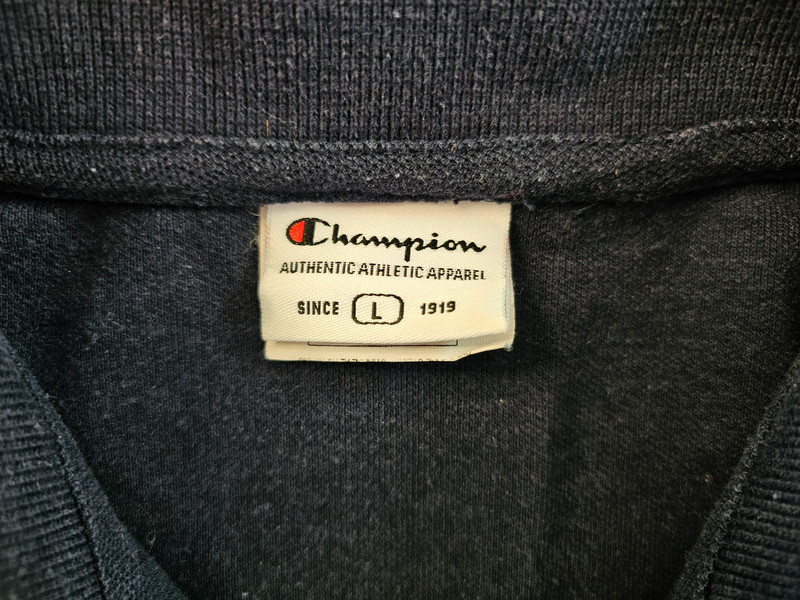 Champion
AUTHENTIC ATHLETIC APPAREL
SINCE L 1919